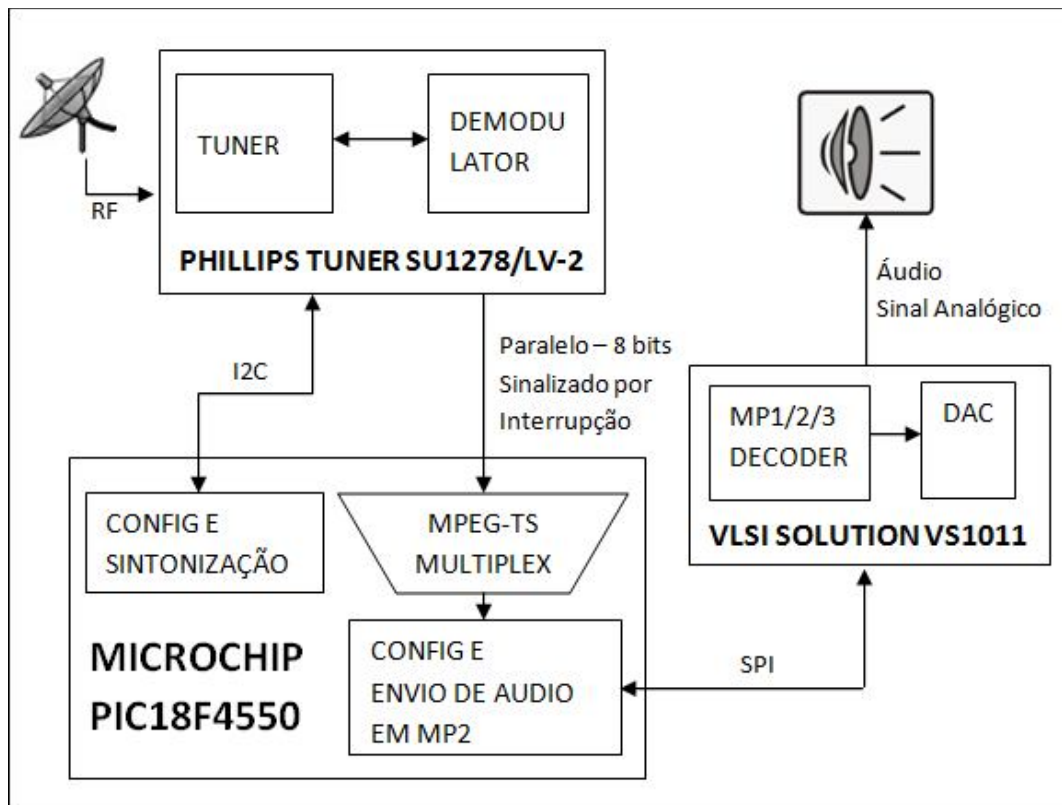 RF
TUNER
DEMODU
LATOR
PHILLIPS TUNER SU1278/LV-2
I2C
Paralelo – 8 bits
Sinalizado por
Interrupção
CONFIG E
SINTONIZAÇÃO
MPEG-TS
MULTIPLEX
CONFIG E
ENVIO DE AUDIO
EM MP2
MICROCHIP
PIC18F4550
SPI
Áudio
Sinal Analógico
MP1/2/3
DECODER
DAC
VLSI SOLUTION VS1011